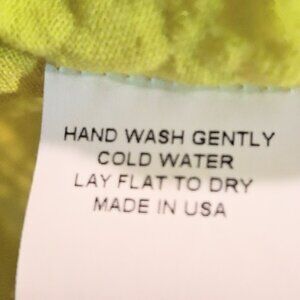 HAND WASH GENTLY
COLD WATER
LAY FLAT TO DRY
MADE IN USA